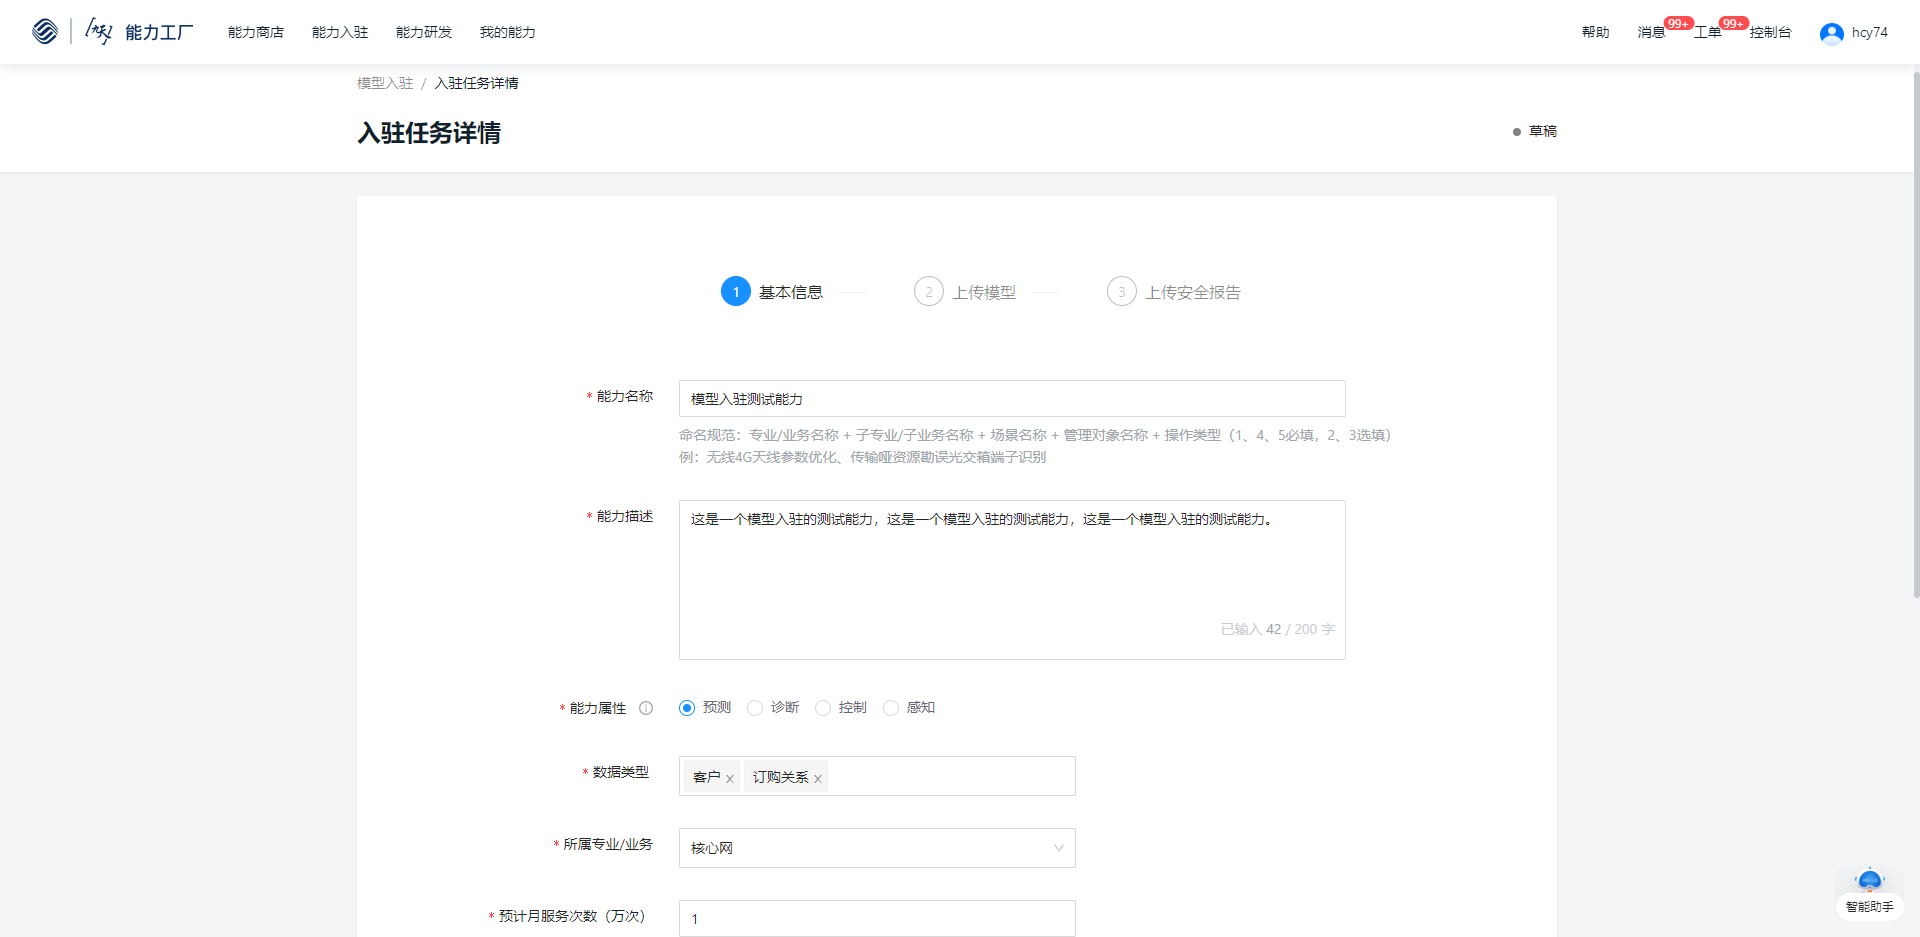 能力工厂
能力商店 能力入驻 能力研发 我的能力
帮助 消息 99+ 工单 99+ 控制台 hcy74
模型入驻 / 入驻任务详情
入驻任务详情
草稿
1 基本信息
2 上传模型
3 上传安全报告
* 能力名称
模型入驻测试能力
命名规范：专业/业务名称 + 子专业/子业务名称 + 场景名称 + 管理对象名称 + 操作类型（1、4、5必填，2、3选填）
例：无线4G天线参数优化、传输哑资源勘误光交箱端子识别
* 能力描述
这是一个模型入驻的测试能力，这是一个模型入驻的测试能力，这是一个模型入驻的测试能力。
已输入 42 / 200 字
* 能力属性
预测 诊断 控制 感知
* 数据类型
客户 x 订购关系 x
* 所属专业/业务
核心网
* 预计月服务次数（万次）
1
智能助手